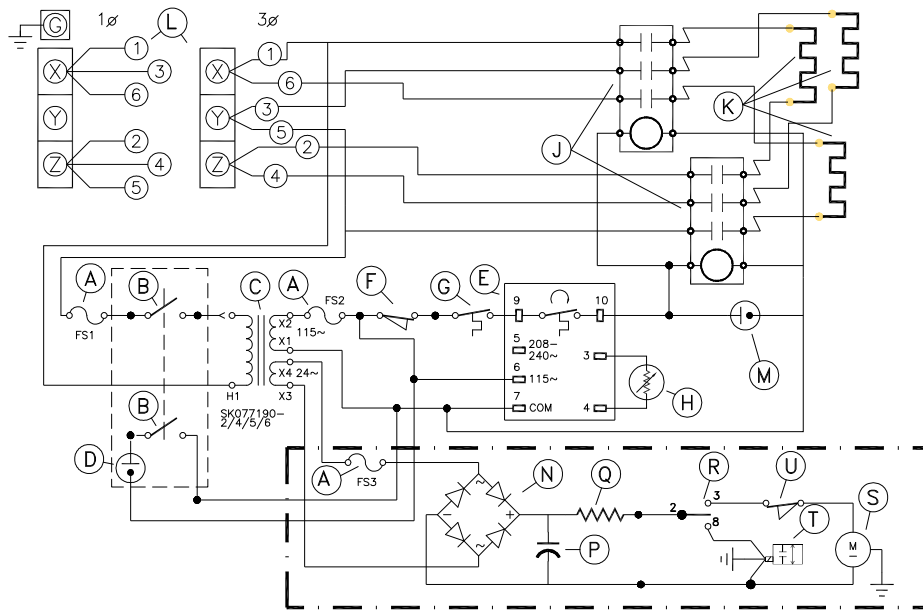 G
1ø
L
3ø
X
1
3
6
Y
Z
2
4
5
X
1
6
Y
3
5
Z
2
4
J
K
A
FS1
B
C
A
FS2
X2
115~
X1
X4
24~
X3
H1
SK077190-
2/4/5/6
F
G
E
9
10
5
208-
240~
6
115~
7
COM
3
4
H
M
B
D
A
FS3
N
~
-
+
~
P
Q
R
2
3
8
U
T
S
M